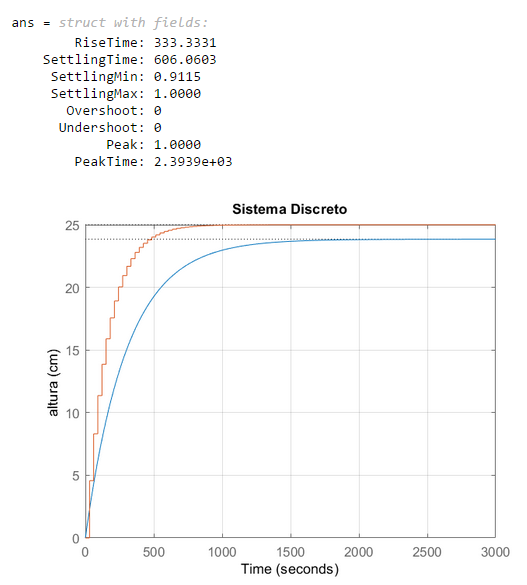 ans = struct with fields:
RiseTime: 333.3331
SettlingTime: 606.0603
SettlingMin: 0.9115
SettlingMax: 1.0000
Overshoot: 0
Undershoot: 0
Peak: 1.0000
PeakTime: 2.3939e+03
Sistema Discreto
25
20
15
10
5
0
altura (cm)
0 500 1000 1500 2000 2500 3000
Time (seconds)